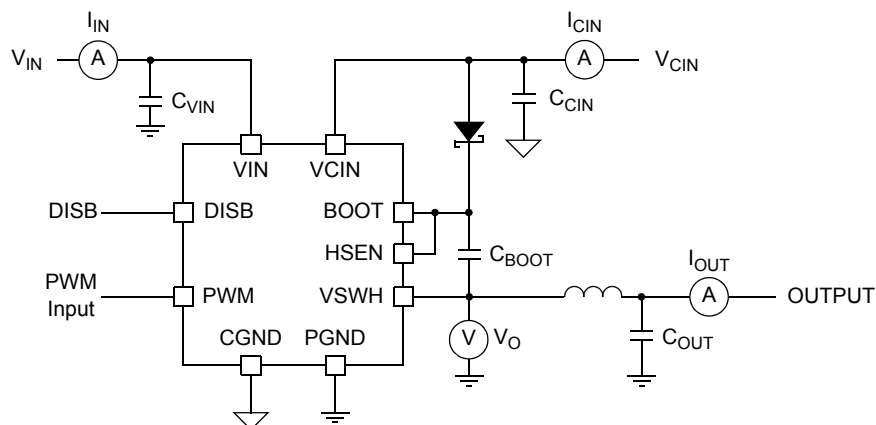 I_IN
I_CIN
V_IN
A
A
V_CIN
C_VIN
C_CIN
VIN
VCIN
DISB
DISB
BOOT
HSEN
C_BOOT
PWM
Input
PWM
VSWH
I_OUT
A
OUTPUT
CGND
PGND
V
V_O
C_OUT